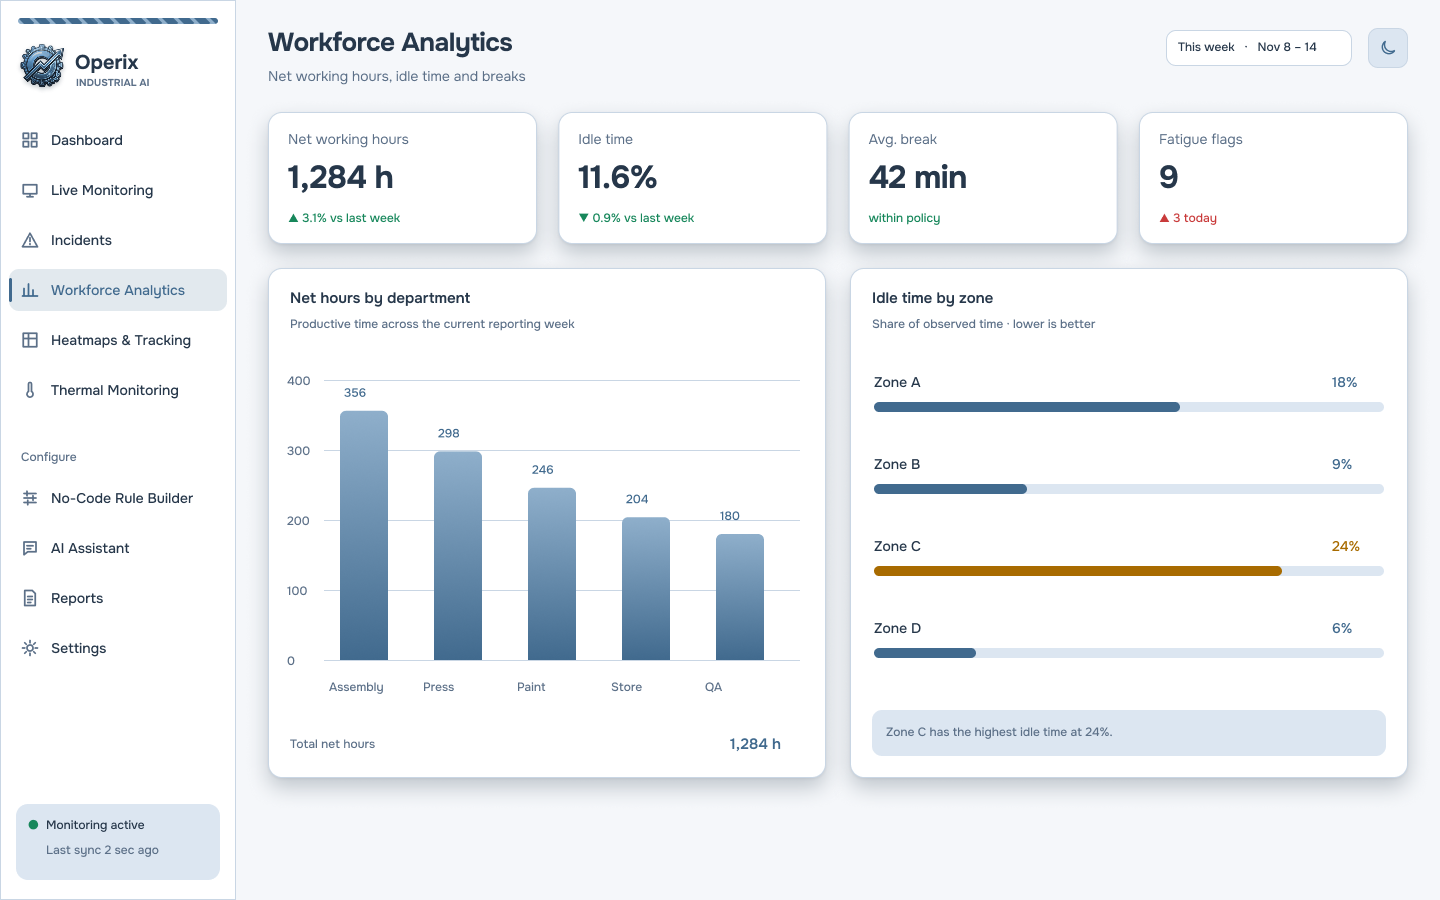 Operix
INDUSTRIAL AI
Dashboard
Live Monitoring
Incidents
Workforce Analytics
Heatmaps & Tracking
Thermal Monitoring
Configure
No-Code Rule Builder
AI Assistant
Reports
Settings
Monitoring active
Last sync 2 sec ago
Workforce Analytics
Net working hours, idle time and breaks
This week · Nov 8 – 14
Net working hours
1,284 h
▲ 3.1% vs last week
Idle time
11.6%
▼ 0.9% vs last week
Avg. break
42 min
within policy
Fatigue flags
9
▲ 3 today
Net hours by department
Productive time across the current reporting week
400
300
200
100
0
356
298
246
204
180
Assembly
Press
Paint
Store
QA
Total net hours
1,284 h
Idle time by zone
Share of observed time · lower is better
Zone A
18%
Zone B
9%
Zone C
24%
Zone D
6%
Zone C has the highest idle time at 24%.